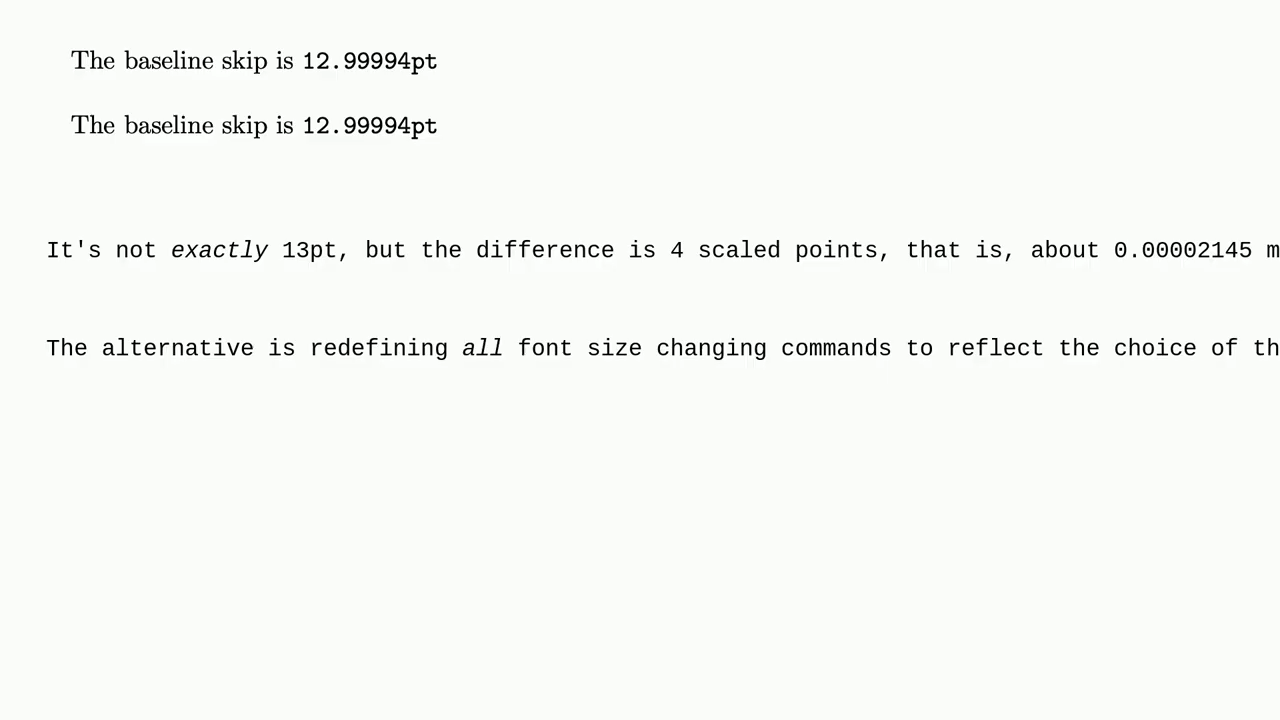 The baseline skip is 12.99994pt
The baseline skip is 12.99994pt
It's not exactly 13pt, but the difference is 4 scaled points, that is, about 0.00002145
The alternative is redefining all font size changing commands to reflect the choice of